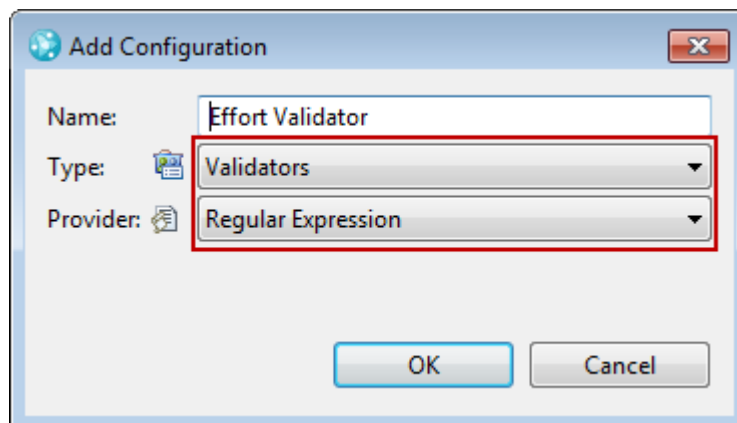 Add Configuration
Name: Effort Validator
Type: Validators
Provider: Regular Expression
OK Cancel